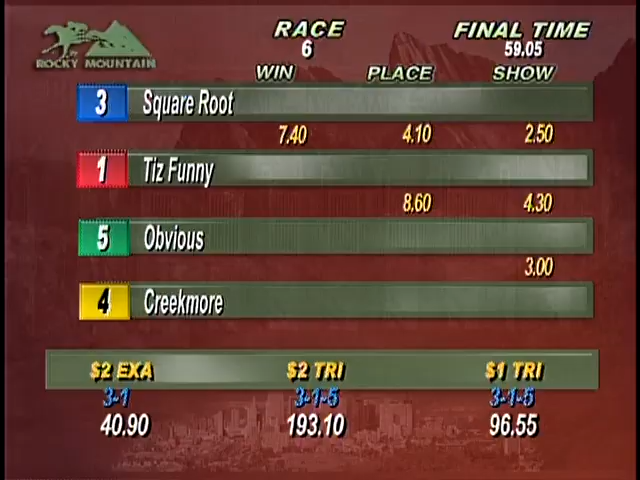 RACE
6
FINAL TIME
59.05
ROCKY MOUNTAIN
WIN PLACE SHOW
3 Square Root
7.40 4.10 2.50
1 Tiz Funny
8.60 4.30
5 Obvious
3.00
4 Creekmore
$2 EXA $2 TRI $1 TRI
3-1 3-1-5 3-1-5
40.90 193.10 96.55